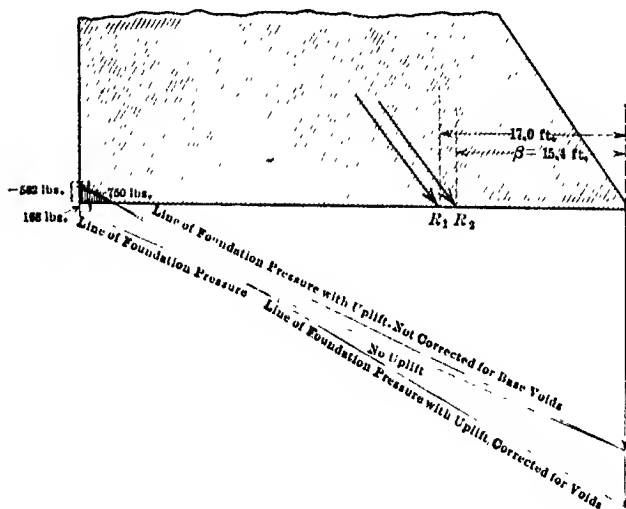 17.0 ft.
β = 15.4 ft.
−582 lbs.
750 lbs.
168 lbs.
R₁ R₂
Line of Foundation Pressure with Uplift, Not Corrected for Base Voids
Line of Foundation Pressure
No Uplift
Line of Foundation Pressure with Uplift, Corrected for Voids